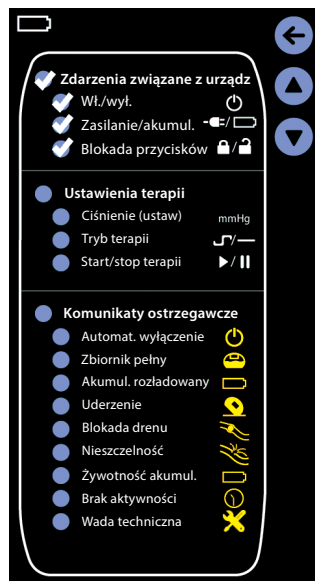 Zdarzenia związane z urządz
Wł./wył.
Zasilanie/akumul. /
Blokada przycisków /
Ustawienia terapii
Ciśnienie (ustaw) mmHg
Tryb terapii /
Start/stop terapii /
Komunikaty ostrzegawcze
Automat. wyłączenie
Zbiornik pełny
Akumul. rozładowany
Uderzenie
Blokada drenu
Nieszczelność
Żywotność akumul.
Brak aktywności
Wada techniczna